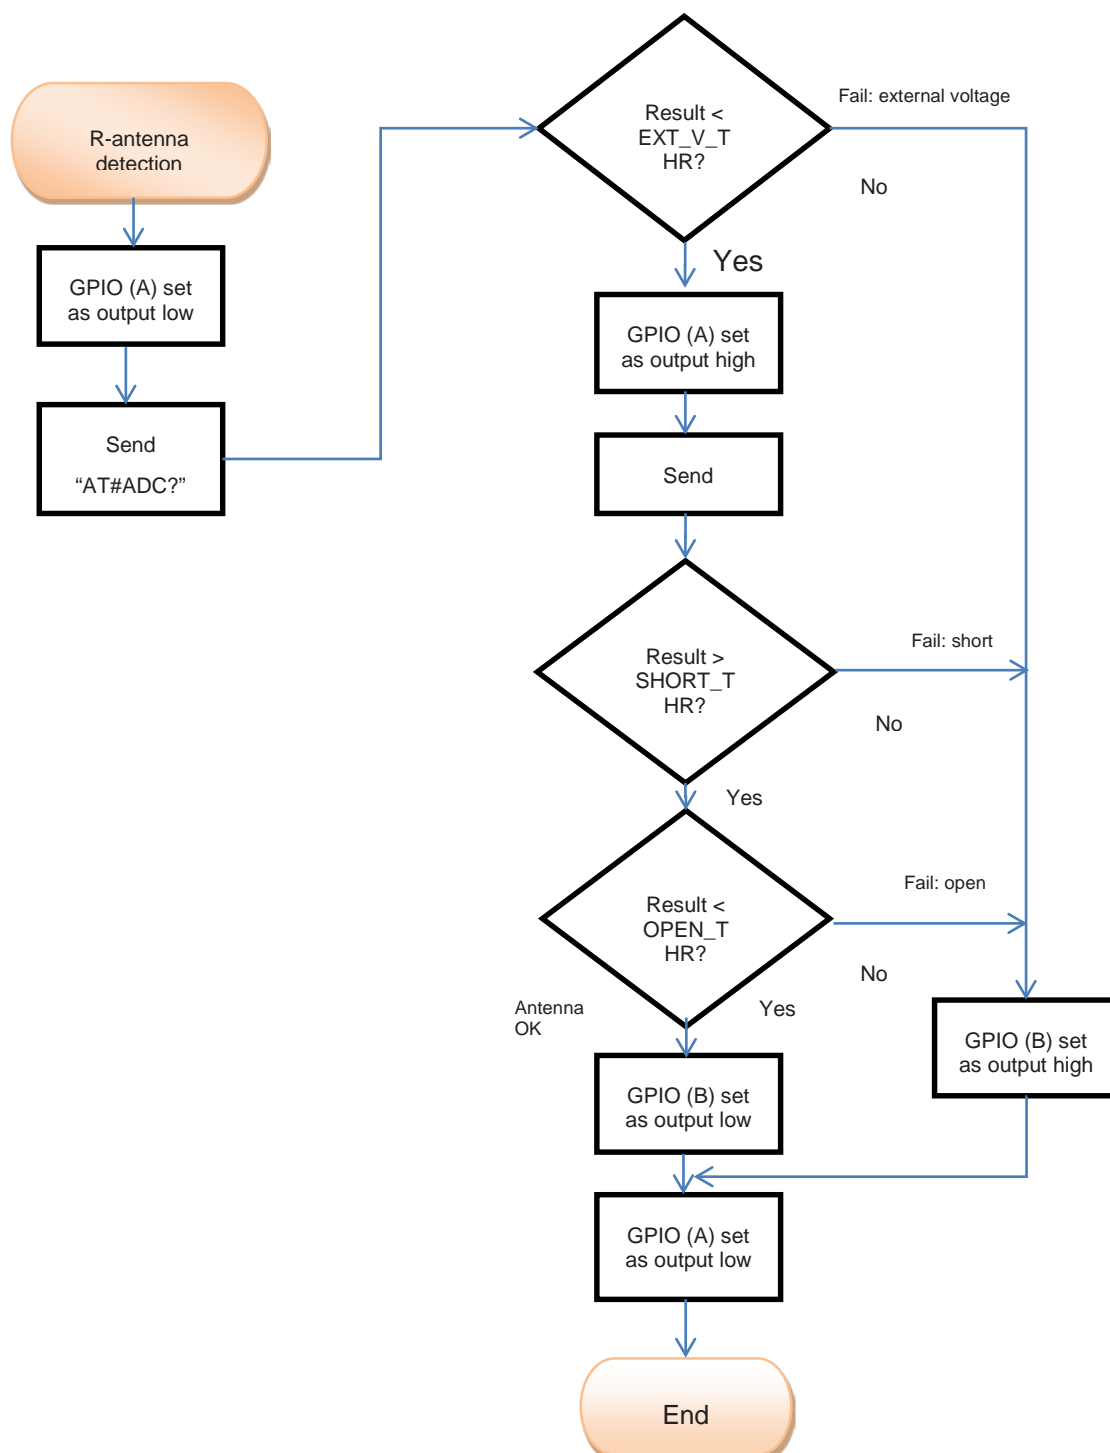 R-antenna
detection
GPIO (A) set
as output low
Send
“AT#ADC?”
Result <
EXT_V_T
HR?
Fail: external voltage
No
Yes
GPIO (A) set
as output high
Send
Result >
SHORT_T
HR?
Fail: short
No
Yes
Result <
OPEN_T
HR?
Fail: open
No
Yes
Antenna
OK
GPIO (B) set
as output low
GPIO (B) set
as output high
GPIO (A) set
as output low
End